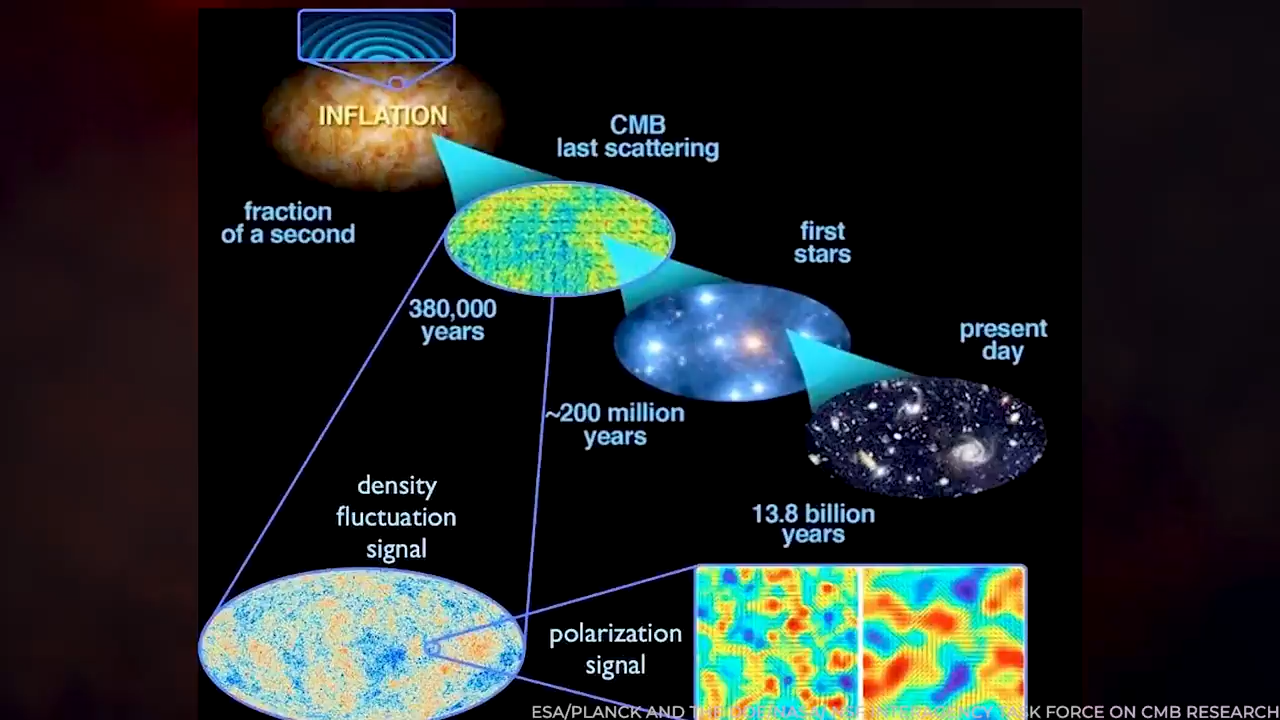 INFLATION
CMB
last scattering
fraction
of a second
first
stars
380,000
years
present
day
~200 million
years
density
fluctuation
signal
13.8 billion
years
polarization
signal
ESA/PLANCK AND THE TASK FORCE ON CMB RESEARCH